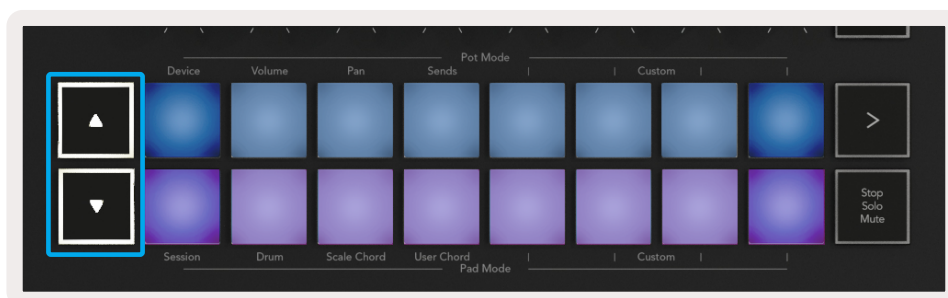 Pot Mode
Device Volume Pan Sends Custom
>
Stop
Solo
Mute
Session Drum Scale Chord User Chord Custom
Pad Mode